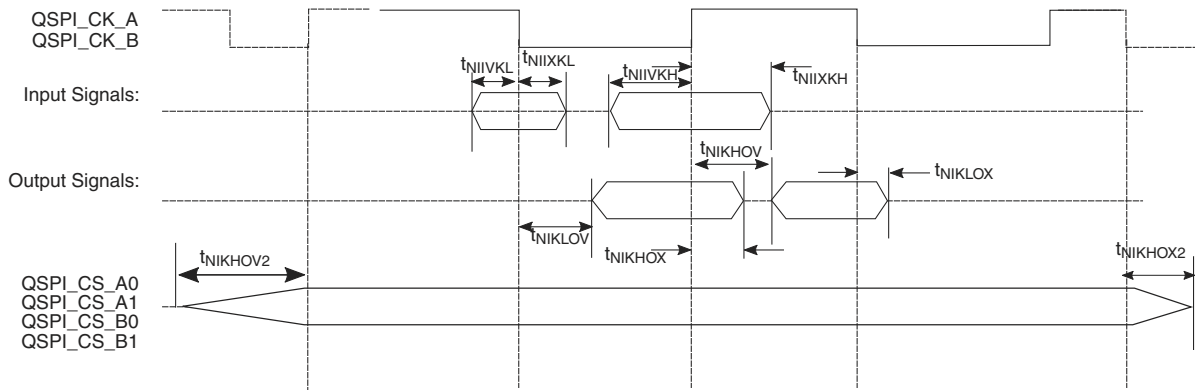 QSPI_CK_A
QSPI_CK_B
tNIIVKL
tNIIXKL
tNIIVKH
tNIIXKH
Input Signals:
tNIKHOV
Output Signals:
tNIKLOX
tNIKLOV
tNIKHOX
tNIKHOV2
tNIKHOX2
QSPI_CS_A0
QSPI_CS_A1
QSPI_CS_B0
QSPI_CS_B1